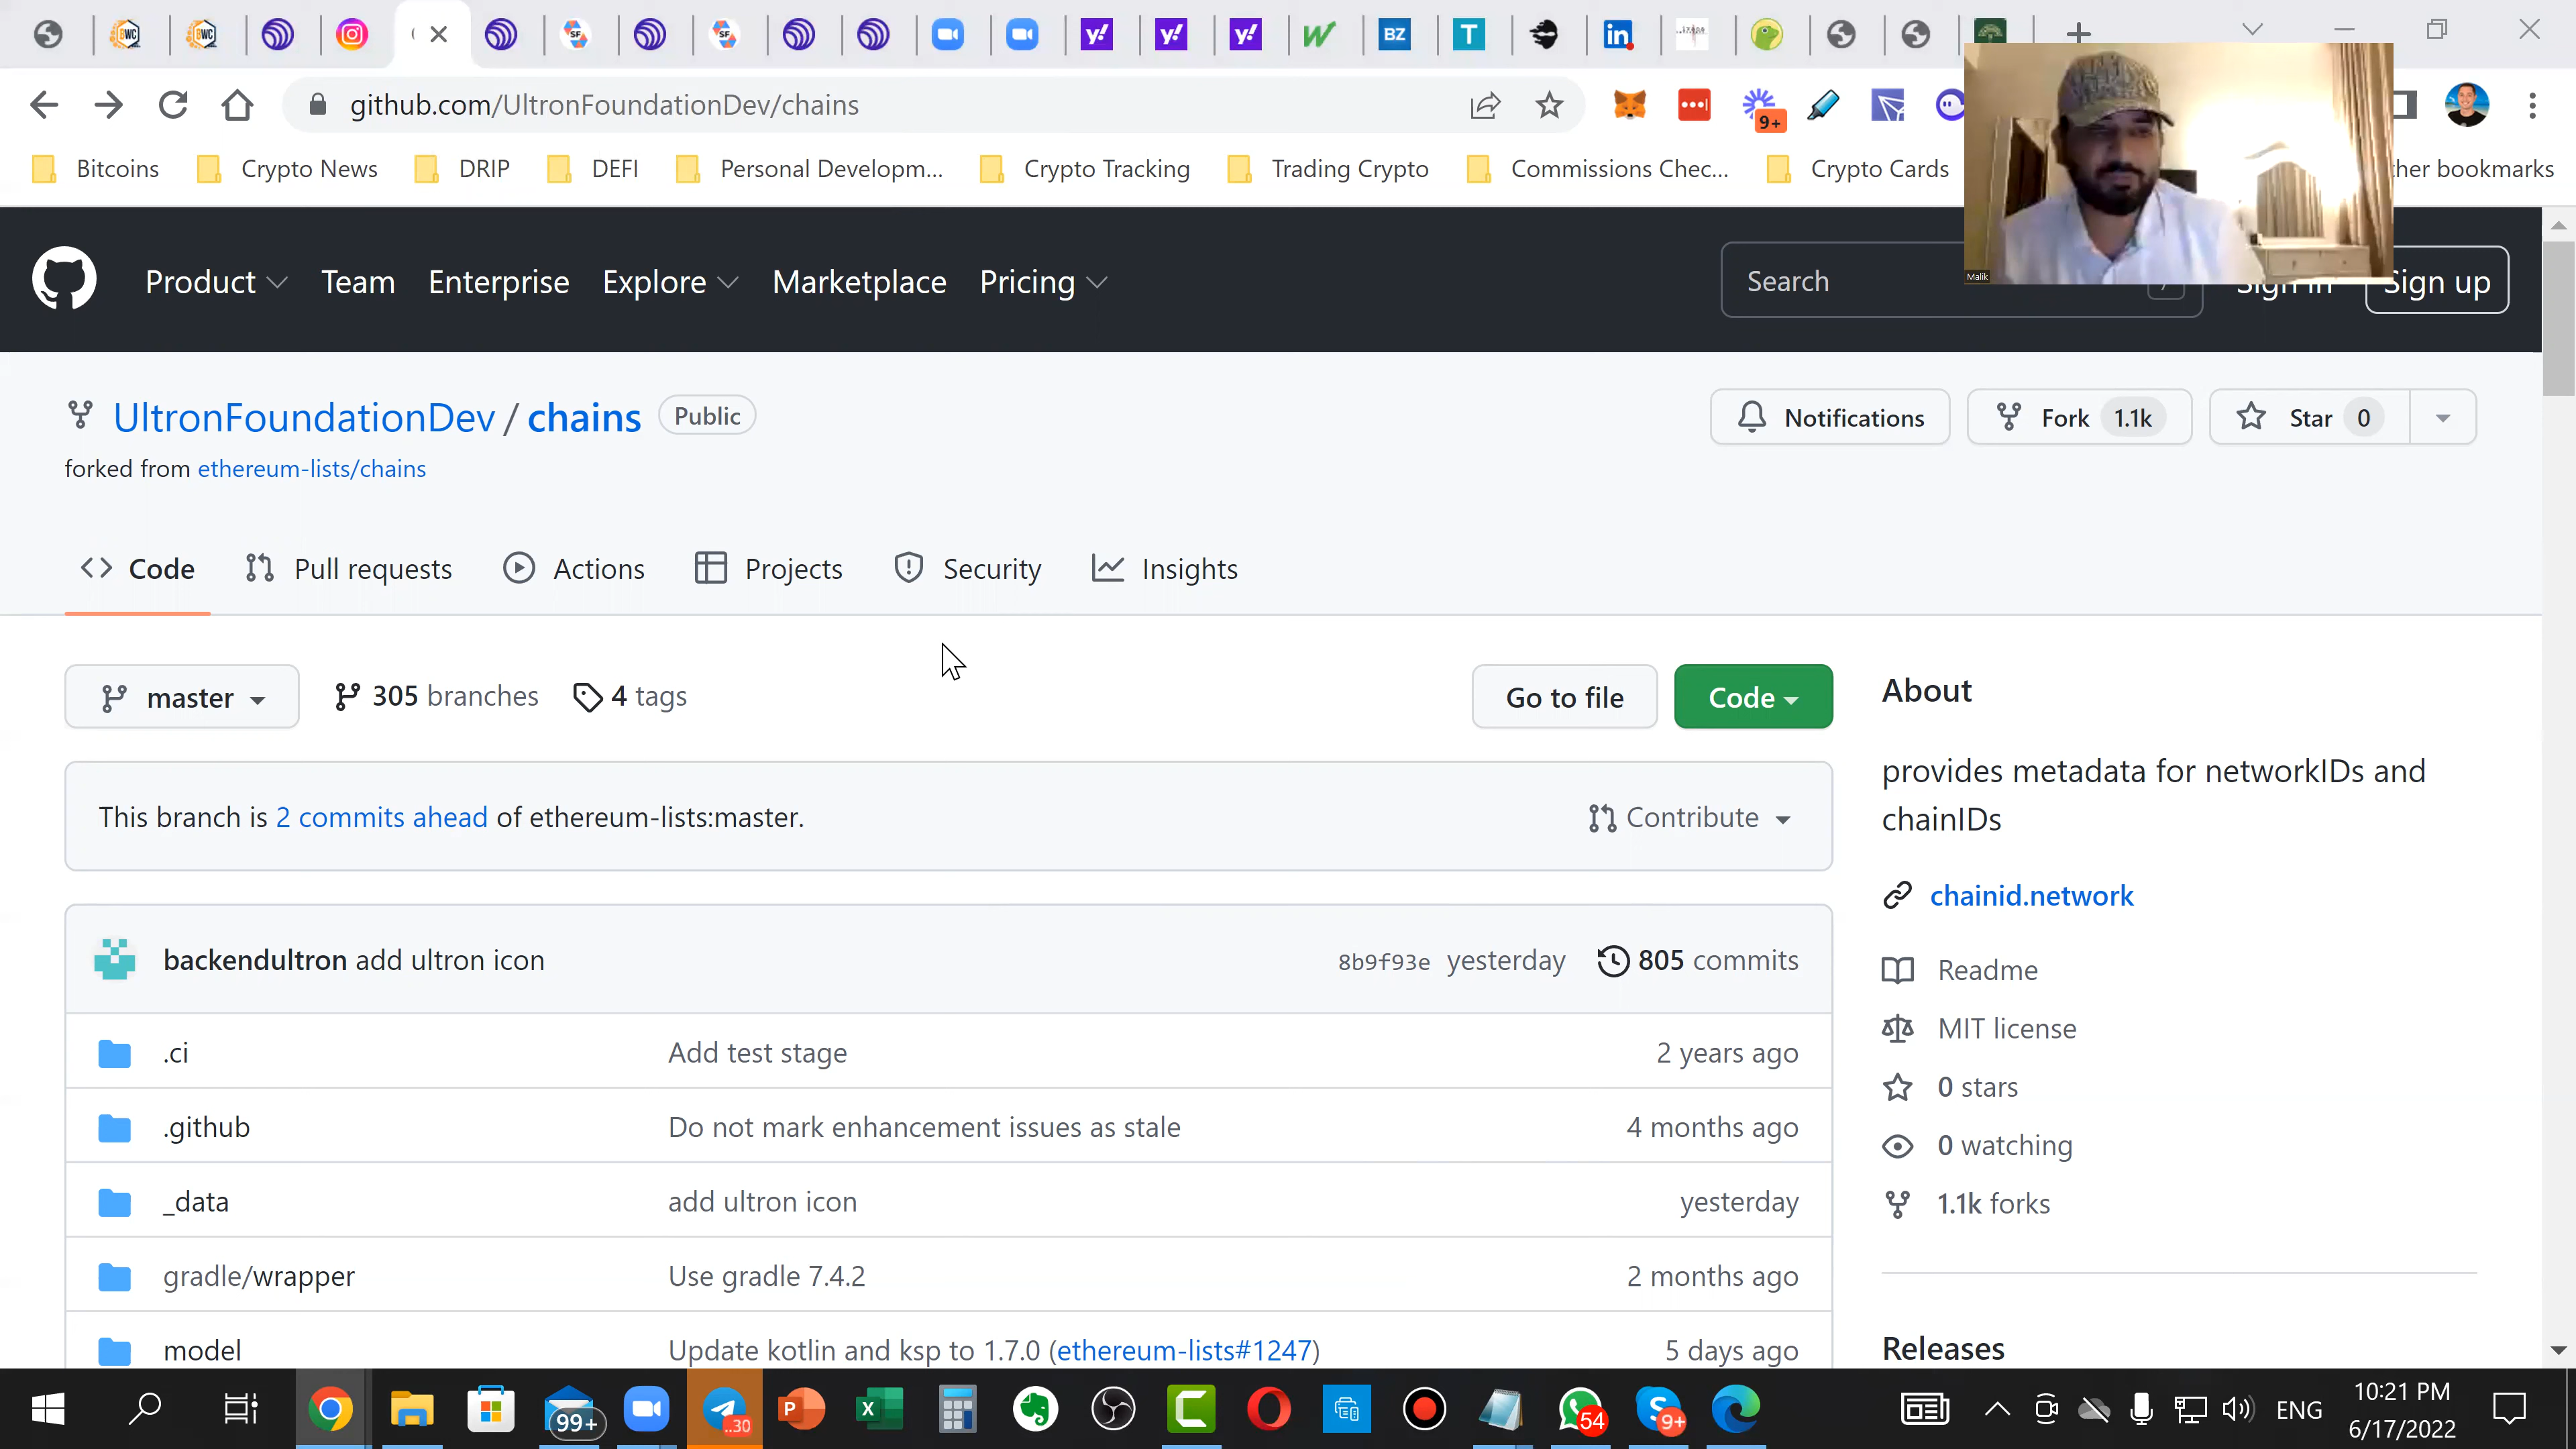 github.com/UltronFoundationDev/chains
9+
Bitcoins
Crypto News
DRIP
DEFI
Personal Developm...
Crypto Tracking
Trading Crypto
Commissions Chec...
Crypto Cards
her bookmarks
Malik
Product
Team
Enterprise
Explore
Marketplace
Pricing
Search
Sign in
Sign up
UltronFoundationDev / chains
Public
forked from ethereum-lists/chains
Notifications
Fork 1.1k
Star 0
Code
Pull requests
Actions
Projects
Security
Insights
master
305 branches
4 tags
Go to file
Code
This branch is 2 commits ahead of ethereum-lists:master.
Contribute
backendultron add ultron icon
8b9f93e yesterday
805 commits
.ci
Add test stage
2 years ago
.github
Do not mark enhancement issues as stale
4 months ago
_data
add ultron icon
yesterday
gradle/wrapper
Use gradle 7.4.2
2 months ago
model
Update kotlin and ksp to 1.7.0 (ethereum-lists#1247)
5 days ago
About
provides metadata for networkIDs and
chainIDs
chainid.network
Readme
MIT license
0 stars
0 watching
1.1k forks
Releases
99+
..30
54
9+
ENG
10:21 PM
6/17/2022